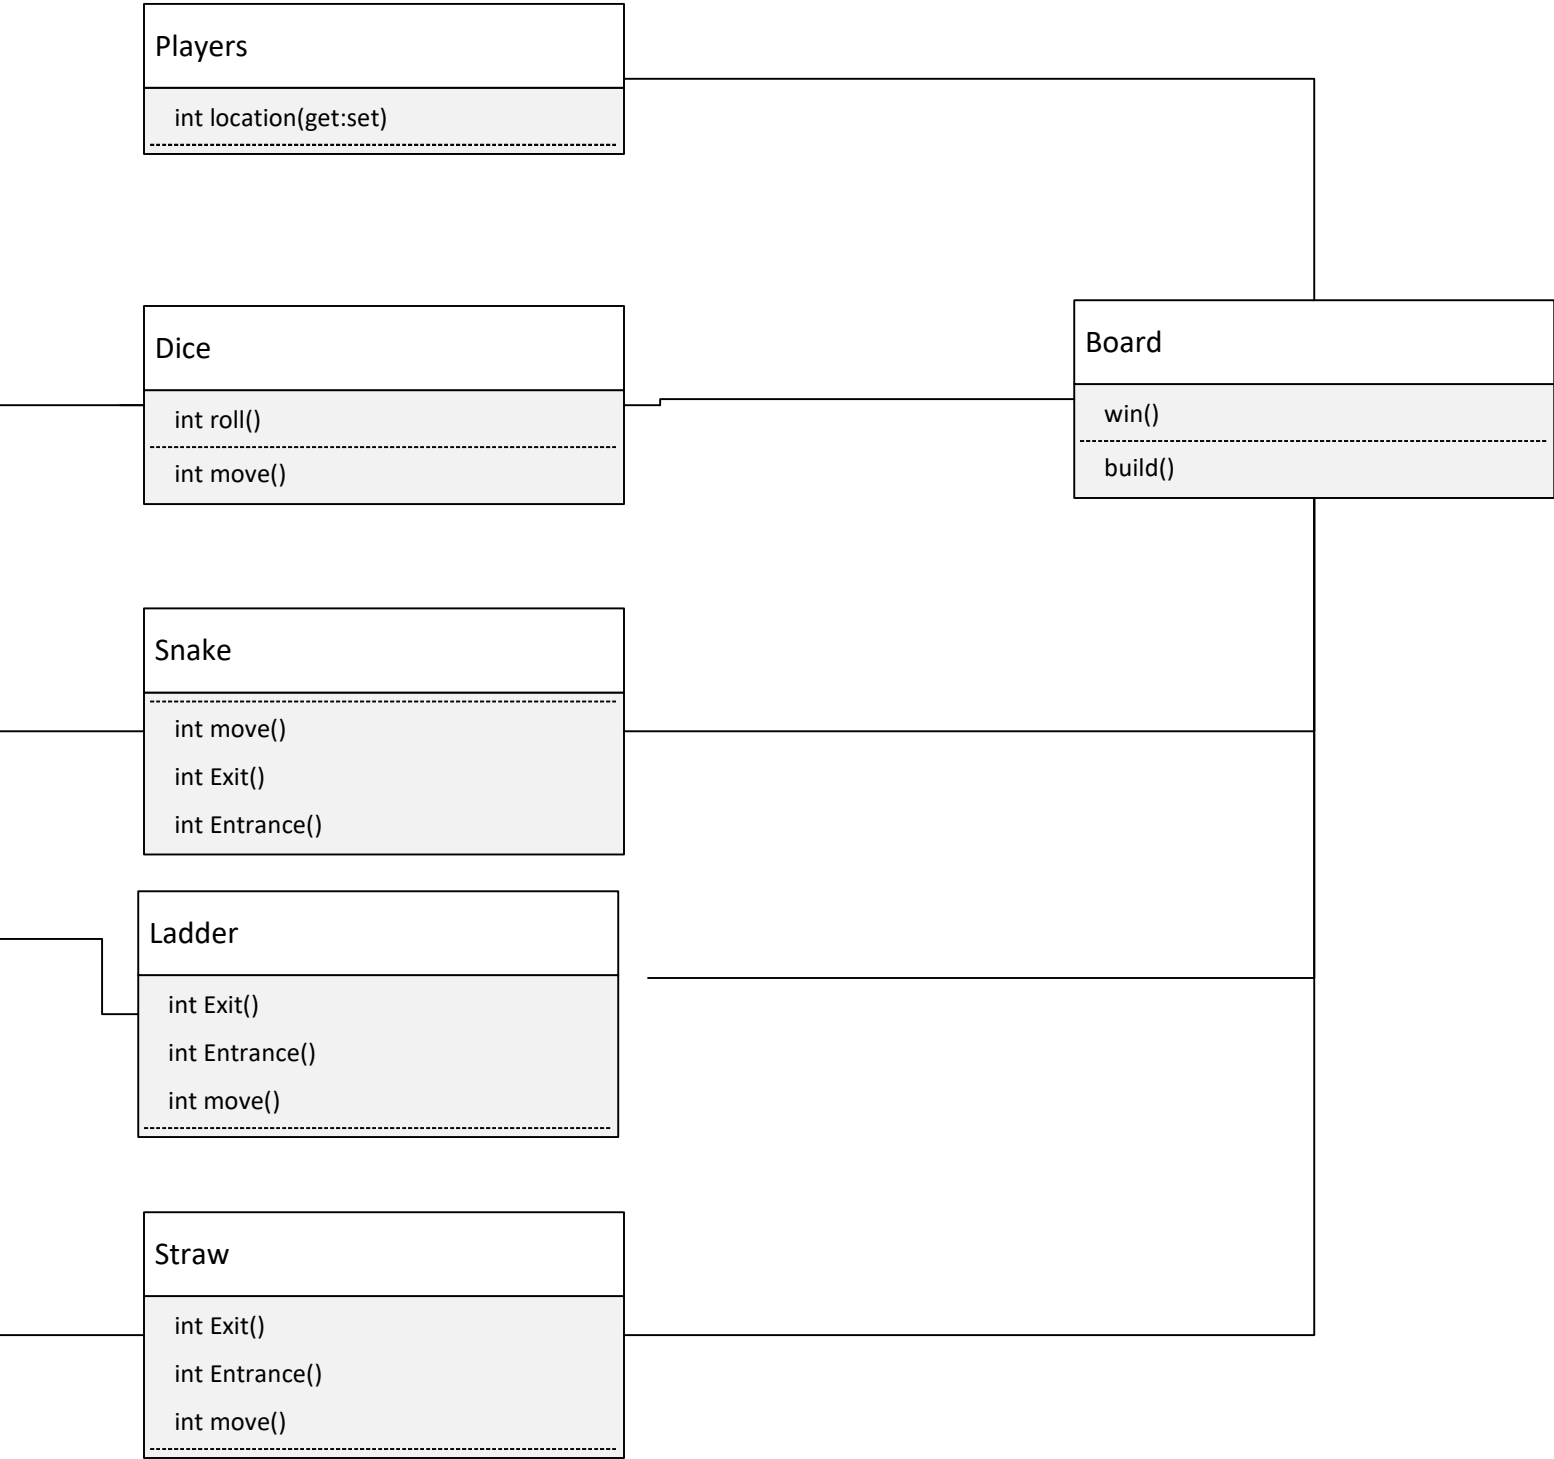 Players
int location(get:set)
Dice
int roll()
int move()
Board
win()
build()
Snake
int move()
int Exit()
int Entrance()
Ladder
int Exit()
int Entrance()
int move()
Straw
int Exit()
int Entrance()
int move()